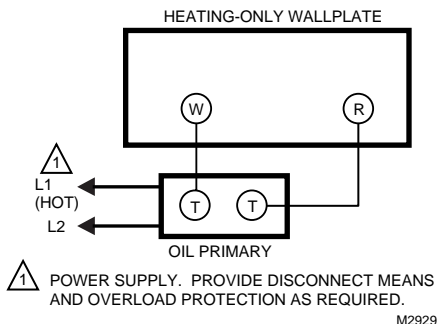 HEATING-ONLY WALLPLATE
W R
1
L1
(HOT)
T T
L2
OIL PRIMARY
1 POWER SUPPLY. PROVIDE DISCONNECT MEANS
AND OVERLOAD PROTECTION AS REQUIRED.
M2929